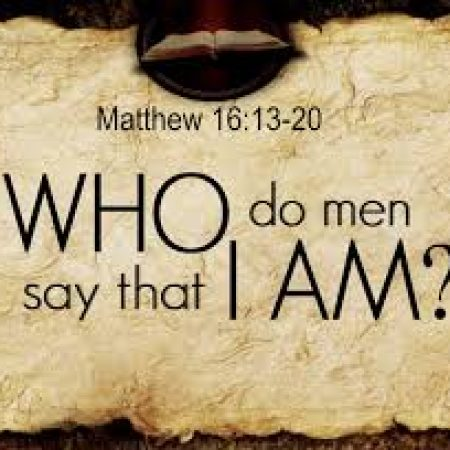 Matthew 16:13-20
WHO do men
say that I AM?